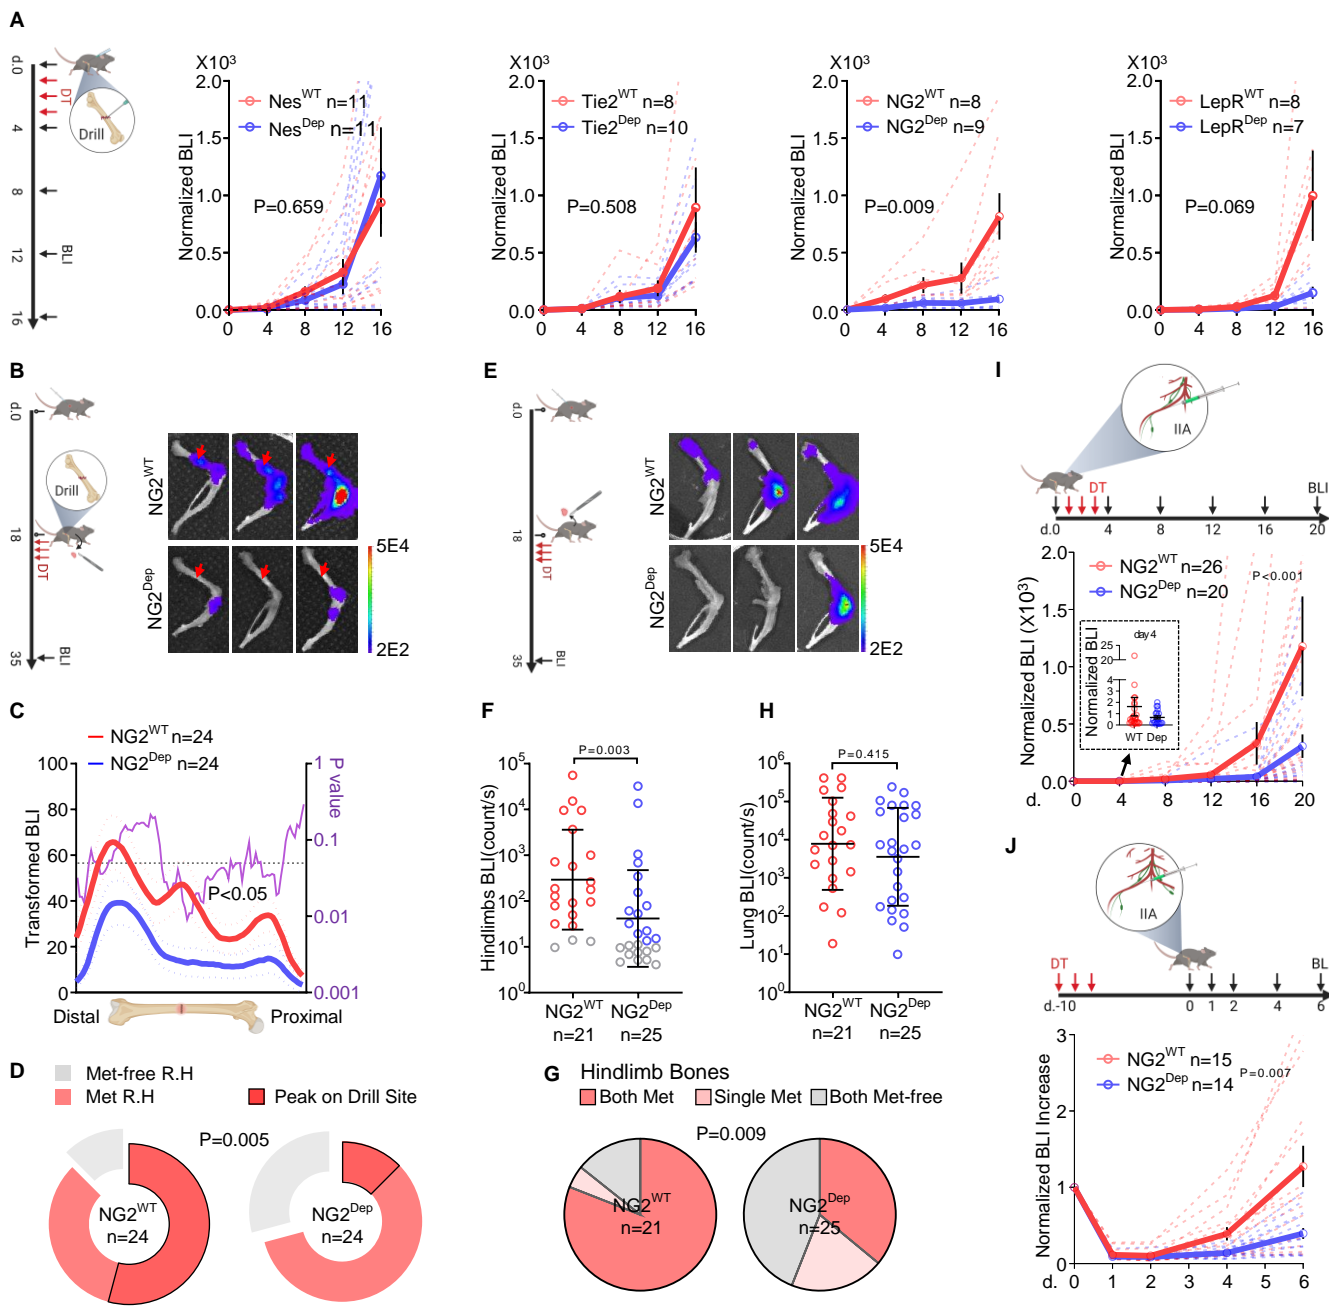 A
d.0
DT
4
8
12
16
BLI
Drill
X10³
Normalized BLI
2.0
1.5
1.0
0.5
0.0
Nes^WT n=11
Nes^Dep n=11
P=0.659
0 4 8 12 16
X10³
Normalized BLI
2.0
1.5
1.0
0.5
0.0
Tie2^WT n=8
Tie2^Dep n=10
P=0.508
0 4 8 12 16
X10³
Normalized BLI
2.0
1.5
1.0
0.5
0.0
NG2^WT n=8
NG2^Dep n=9
P=0.009
0 4 8 12 16
X10³
Normalized BLI
2.0
1.5
1.0
0.5
0.0
LepR^WT n=8
LepR^Dep n=7
P=0.069
0 4 8 12 16
B
d.0
Drill
18
DT
35
BLI
NG2^WT
NG2^Dep
5E4
2E2
E
d.0
18
DT
35
BLI
NG2^WT
NG2^Dep
5E4
2E2
I
IIA
DT
BLI
d.0 4 8 12 16 20
Normalized BLI (X10³)
2.0
1.5
1.0
0.5
0.0
NG2^WT n=26
NG2^Dep n=20
P<0.001
day 4
Normalized BLI
25
20
4
3
2
1
0
WT Dep
d. 0 4 8 12 16 20
C
NG2^WT n=24
NG2^Dep n=24
Transformed BLI
100
80
60
40
20
0
P value
1
0.1
0.01
0.001
P<0.05
Distal
Proximal
F
P=0.003
Hindlimbs BLI(count/s)
10⁵
10⁴
10³
10²
10¹
10⁰
NG2^WT NG2^Dep
n=21 n=25
H
P=0.415
Lung BLI(count/s)
10⁶
10⁵
10⁴
10³
10²
10¹
10⁰
NG2^WT NG2^Dep
n=21 n=25
D
Met-free R.H
Met R.H
Peak on Drill Site
P=0.005
NG2^WT
n=24
NG2^Dep
n=24
G
Hindlimb Bones
Both Met Single Met Both Met-free
P=0.009
NG2^WT
n=21
NG2^Dep
n=25
J
IIA
DT
BL
d.-10 0 1 2 4 6
Normalized BLI Increase
3
2
1
0
NG2^WT n=15
NG2^Dep n=14
P=0.007
d. 0 1 2 3 4 5 6